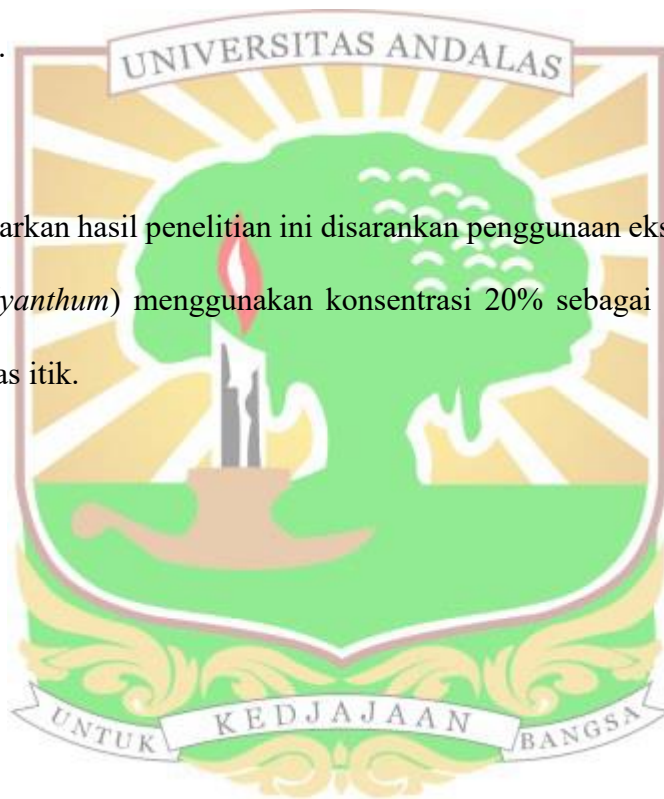 .
UNIVERSITAS ANDALAS
arkan hasil penelitian ini disarankan penggunaan eks
yanthum) menggunakan konsentrasi 20% sebagai
as itik.
UNTUK KEDJAJAAN BANGSA